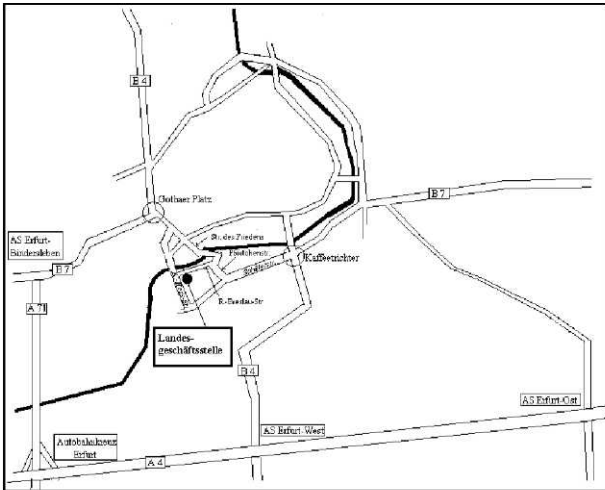 B 4
Gothaer Platz
B 7
AS Erfurt-
Bindersleben
Str. des Friedens
Kaffeetrichter
B 7
R.-Breslau-Str
A 71
Landes-
geschäftsstelle
B 4
AS Erfurt-Ost
AS Erfurt-West
Autobahnkreuz
Erfurt
A 4